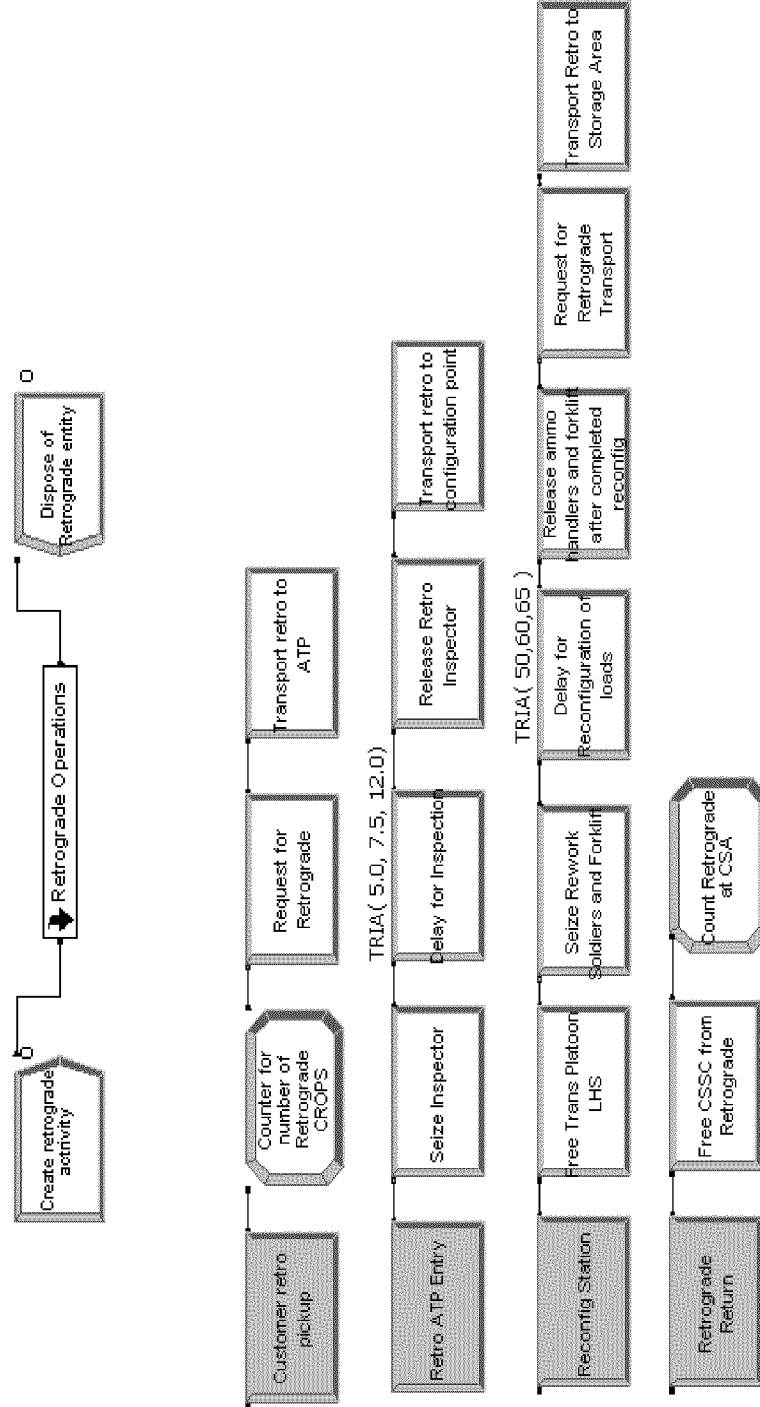 Create retrograde
actrivity
0
Retrograde Operations
Dispose of
Retrograde entity
0
Customer retro
pickup
Counter for
number of
Retrograde
CROPS
Request for
Retrograde
Transport retro to
ATP
Retro ATP Entry
Seize Inspector
TRIA( 5.0, 7.5, 12.0)
Delay for Inspection
Release Retro
Inspector
Transport retro to
configuration point
Reconfig Station
Free Trans Platoon
LHS
Seize Rework
Soldiers and Forklift
TRIA( 50,60,65 )
Delay for
Reconfiguration of
loads
Release ammo
handlers and forklift
after completed
reconfig
Request for
Retrograde
Transport
Transport Retro to
Storage Area
Retrograde
Return
Free CSSC from
Retrograde
Count Retrograde
at CSA